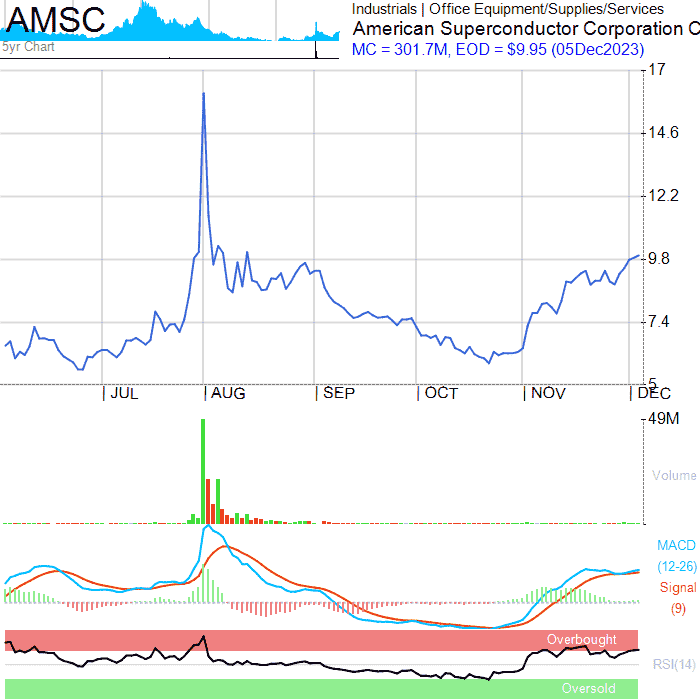 AMSC
5yr Chart
Industrials | Office Equipment/Supplies/Services
American Superconductor Corporation C
MC = 301.7M, EOD = $9.95 (05Dec2023)
17
14.6
12.2
9.8
7.4
5
JUL AUG SEP OCT NOV DEC
49M
Volume
MACD
(12-26)
Signal
(9)
Overbought
RSI(14)
Oversold